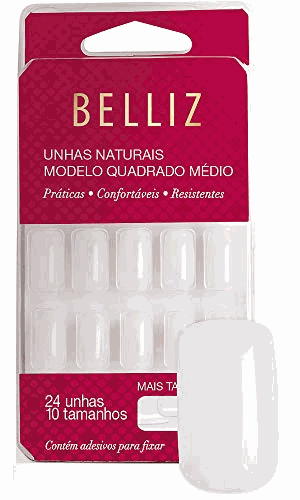 BELLIZ
UNHAS NATURAIS
MODELO QUADRADO MÉDIO
Práticas • Confortáveis • Resistentes
MAIS TA
24 unhas
10 tamanhos
Contém adesivos para fixar